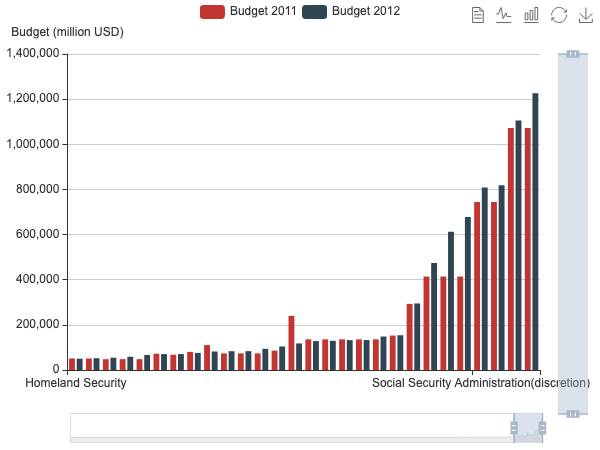 Budget 2011 Budget 2012
Budget (million USD)
1,400,000
1,200,000
1,000,000
800,000
600,000
400,000
200,000
0
Homeland Security Social Security Administration(discretion)